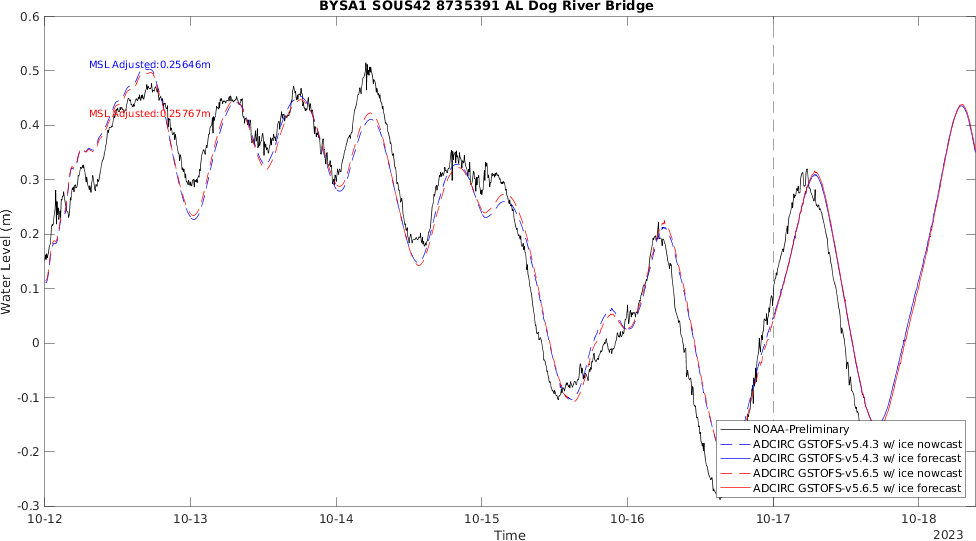 BYSA1 SOUS42 8735391 AL Dog River Bridge
0.6
0.5
0.4
0.3
0.2
0.1
0
-0.1
-0.2
-0.3
Water Level (m)
MSL Adjusted:0.25646m
MSL Adjusted:0.25767m
NOAA-Preliminary
ADCIRC GSTOFS-v5.4.3 w/ ice nowcast
ADCIRC GSTOFS-v5.4.3 w/ ice forecast
ADCIRC GSTOFS-v5.6.5 w/ ice nowcast
ADCIRC GSTOFS-v5.6.5 w/ ice forecast
10-12 10-13 10-14 10-15 10-16 10-17 10-18
Time
2023